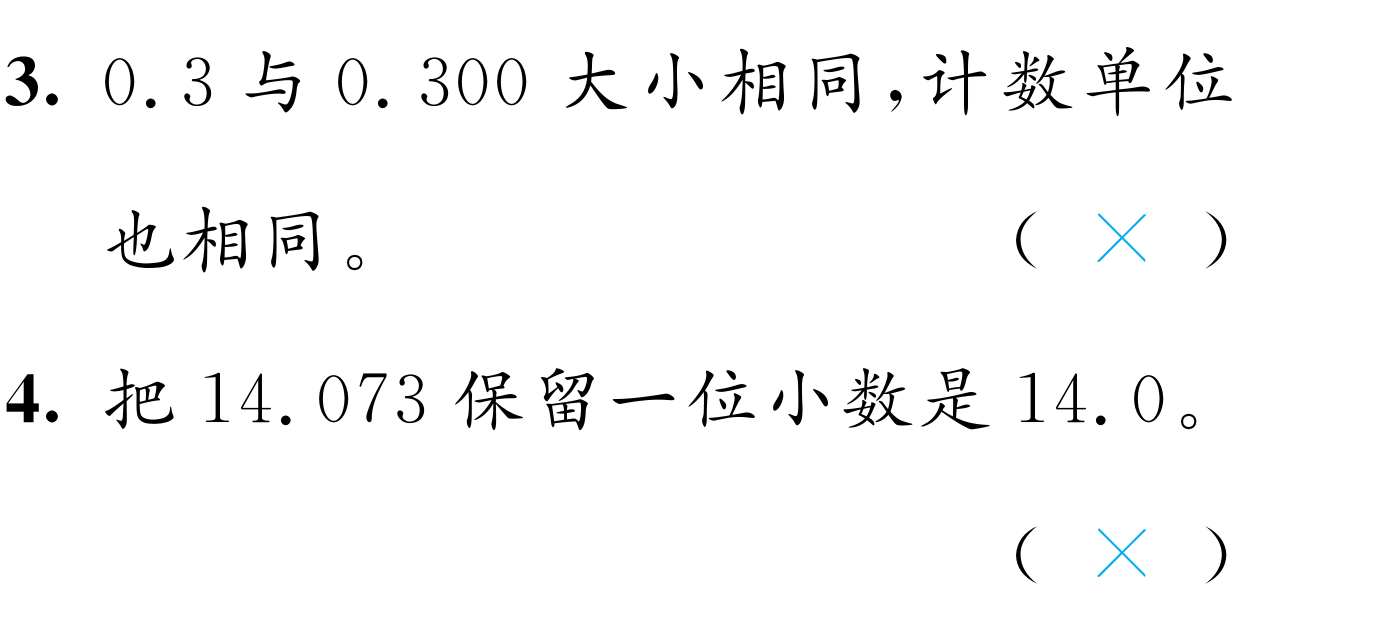 3. 0.3 与 0.300 大小相同,计数单位
也相同。 ( × )
4. 把 14.073 保留一位小数是 14.0。
( × )